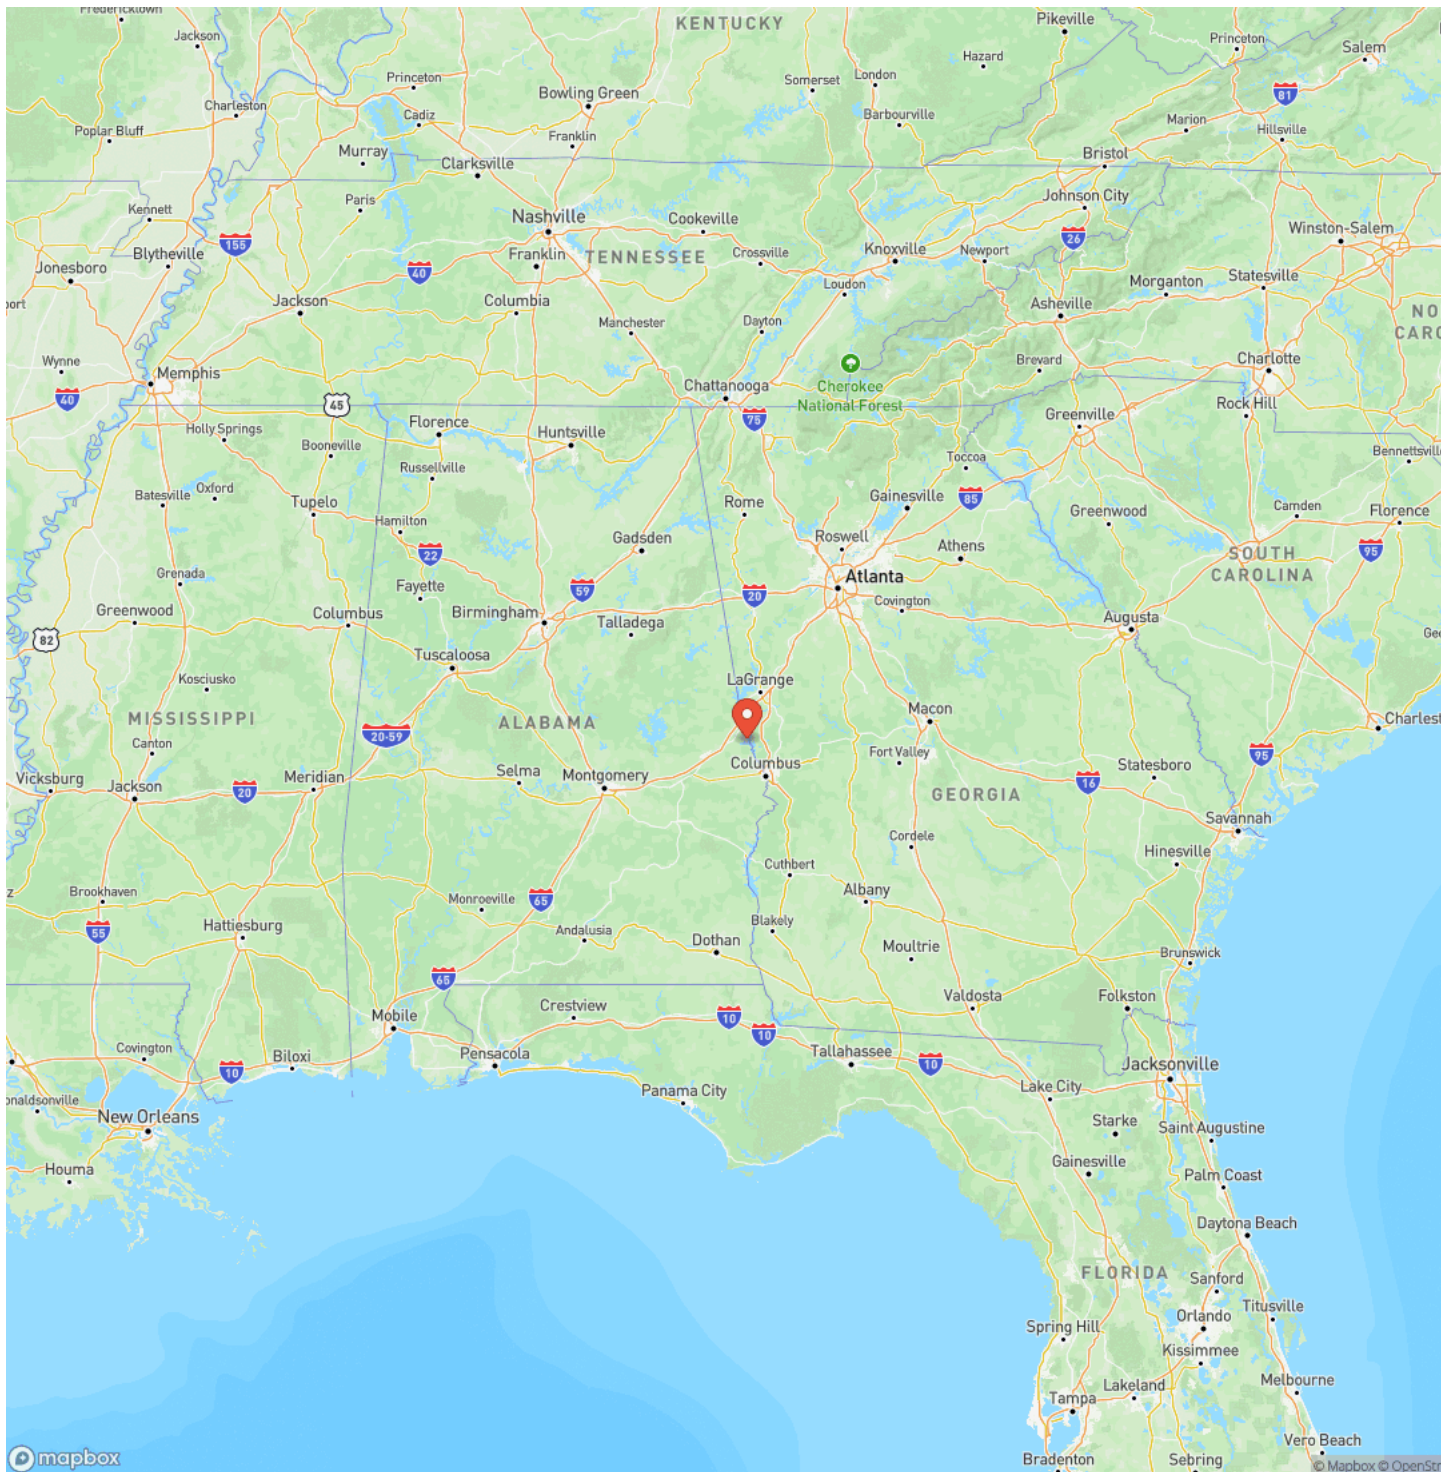 Fredericktown
KENTUCKY
Pikeville
Jackson
Princeton
Salem
Hazard
London
Somerset
Princeton
Bowling Green
81
Charleston
Cadiz
Barbourville
Marion
Poplar Bluff
Franklin
Hillsville
Murray
Clarksville
Bristol
Paris
Johnson City
Kennett
Nashville
Cookeville
Winston-Salem
155
26
Blytheville
Franklin
TENNESSEE
Crossville
Knoxville
Newport
Jonesboro
40
Statesville
Loudon
Morganton
port
Jackson
Columbia
Asheville
NO
CARO
Manchester
Dayton
Wynne
Memphis
Brevard
Charlotte
40
Chattanooga
Cherokee
National Forest
45
Rock Hill
Greenville
75
Holly Springs
Florence
Huntsville
Booneville
Bennettsvill
Russellville
Toccoa
Oxford
Batesville
Gainesville
85
Tupelo
Rome
Greenwood
Camden
Florence
Hamilton
Gadsden
Roswell
Athens
22
SOUTH
CAROLINA
95
Grenada
Fayette
59
Atlanta
20
Covington
Greenwood
Columbus
Birmingham
Talladega
Augusta
Geo
82
Tuscaloosa
Kosciusko
LaGrange
MISSISSIPPI
ALABAMA
Macon
Charlest
20-59
Canton
Fort Valley
95
Vicksburg
Jackson
20
Meridian
Selma
Montgomery
Columbus
Statesboro
16
GEORGIA
Savannah
Cordele
Hinesville
z
Brookhaven
Cuthbert
Monroeville
65
Albany
55
Hattiesburg
Andalusia
Blakely
Dothan
Moultrie
Brunswick
65
Crestview
Valdosta
Folkston
Mobile
10
10
Covington
Biloxi
Pensacola
Tallahassee
10
Jacksonville
10
Panama City
Lake City
onaldsonville
New Orleans
Starke
Saint Augustine
Houma
Gainesville
Palm Coast
Daytona Beach
FLORIDA
Sanford
Titusville
Orlando
Spring Hill
Kissimmee
Melbourne
Lakeland
Tampa
Vero Beach
Bradenton
Sebring
mapbox
© Mapbox © OpenStr